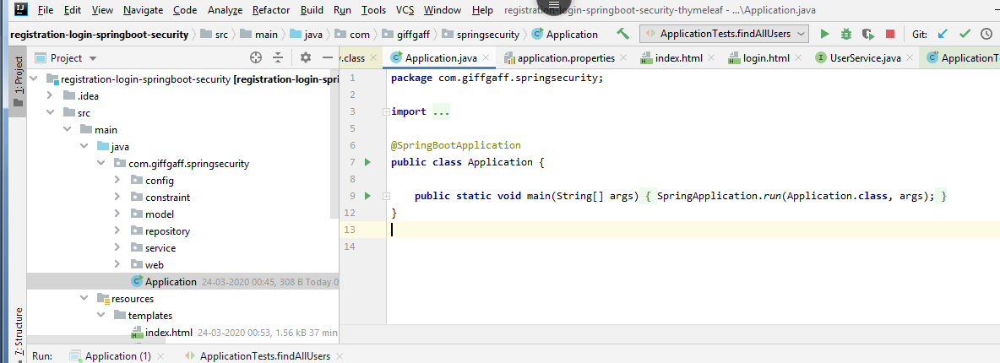 File Edit View Navigate Code Analyze Refactor Build Run Tools VCS Window Help registration-login-springboot-security-thymeleaf - ...\Application.java
registration-login-springboot-security src main java com giffgaff springsecurity Application ApplicationTests.findAllUsers Git:
1: Project
Project
.class Application.java application.properties index.html login.html UserService.java ApplicationT
registration-login-springboot-security [registration-login-spri
.idea
src
main
java
com.giffgaff.springsecurity
config
constraint
model
repository
service
web
Application 24-03-2020 00:45, 308 B Today 0
resources
templates
index.html 24-03-2020 00:53, 1.56 kB 37 min
Z: Structure
1 package com.giffgaff.springsecurity;
2
3 import ...
5
6 @SpringBootApplication
7 public class Application {
8
9 public static void main(String[] args) { SpringApplication.run(Application.class, args); }
12 }
13
14
Run: Application (1) ApplicationTests.findAllUsers